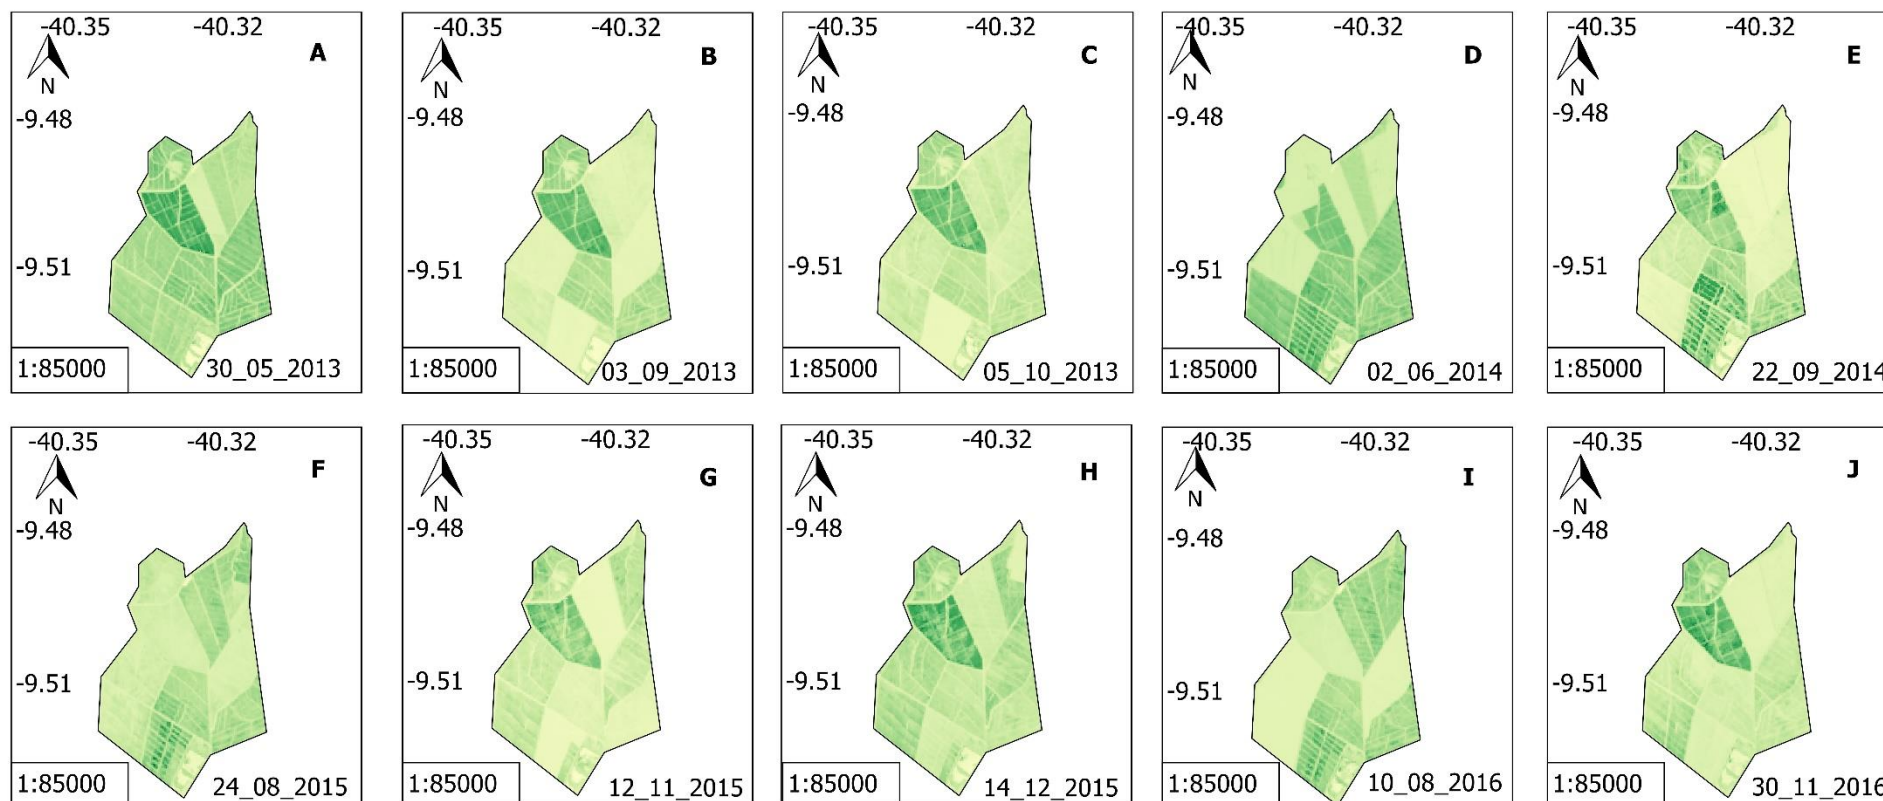 -40.35 -40.32
A
N
-9.48
-9.51
1:85000
30_05_2013
-40.35 -40.32
B
N
-9.48
-9.51
1:85000
03_09_2013
-40.35 -40.32
C
N
-9.48
-9.51
1:85000
05_10_2013
-40.35 -40.32
D
N
-9.48
-9.51
1:85000
02_06_2014
-40.35 -40.32
E
N
-9.48
-9.51
1:85000
22_09_2014
-40.35 -40.32
F
N
-9.48
-9.51
1:85000
24_08_2015
-40.35 -40.32
G
N
-9.48
-9.51
1:85000
12_11_2015
-40.35 -40.32
H
N
-9.48
-9.51
1:85000
14_12_2015
-40.35 -40.32
I
N
-9.48
-9.51
1:85000
10_08_2016
-40.35 -40.32
J
N
-9.48
-9.51
1:85000
30_11_2016